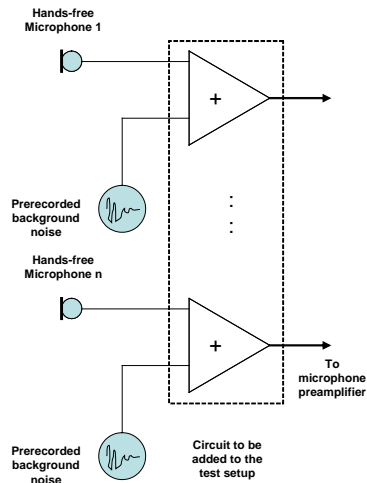 Hands-free
Microphone 1
+
Prerecorded
background
noise
:
:
Hands-free
Microphone n
+
To
microphone
preamplifier
Prerecorded
background
noise
Circuit to be
added to the
test setup